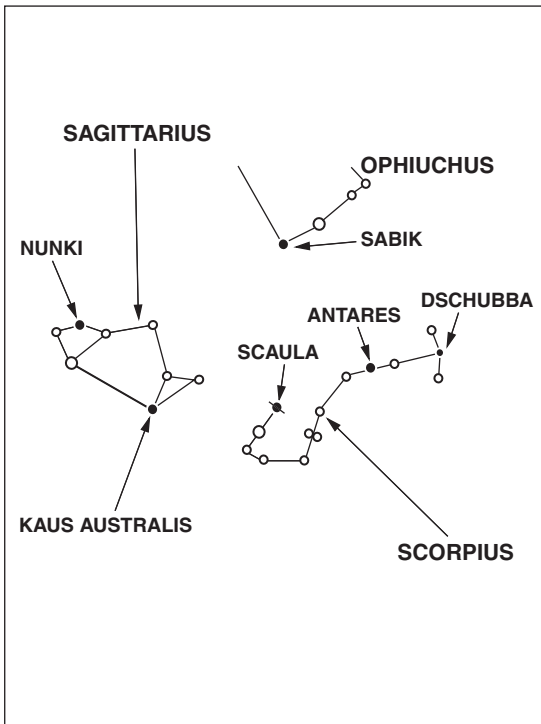 SAGITTARIUS
OPHIUCHUS
SABIK
NUNKI
DSCHUBBA
ANTARES
SCAULA
KAUS AUSTRALIS
SCORPIUS